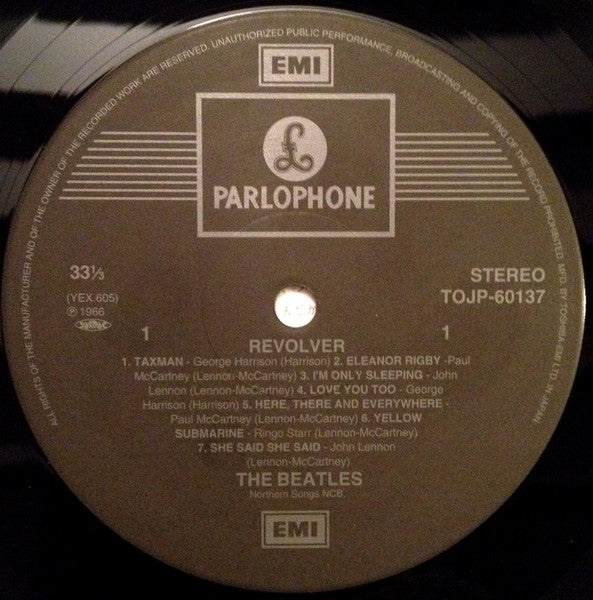 ALL RIGHTS OF THE MANUFACTURER AND OF THE OWNER OF THE RECORDED WORK ARE RESERVED. UNAUTHORIZED PUBLIC PERFORMANCE, BROADCASTING AND COPYING OF THE RECORD PROHIBITED. MFD. BY TOSHIBA-EMI LTD. IN JAPAN.
EMI
£
PARLOPHONE
33⅓
STEREO
(YEX.605)
TOJP-60137
Ⓟ 1966
1
1
REVOLVER
1. TAXMAN - George Harrison (Harrison) 2. ELEANOR RIGBY -Paul
McCartney (Lennon-McCartney) 3. I'M ONLY SLEEPING - John
Lennon (Lennon-McCartney) 4. LOVE YOU TOO - George
Harrison (Harrison) 5. HERE, THERE AND EVERYWHERE -
Paul McCartney (Lennon-McCartney) 6. YELLOW
SUBMARINE - Ringo Starr (Lennon-McCartney)
7. SHE SAID SHE SAID - John Lennon
(Lennon-McCartney)
THE BEATLES
Northern Songs NCB.
EMI